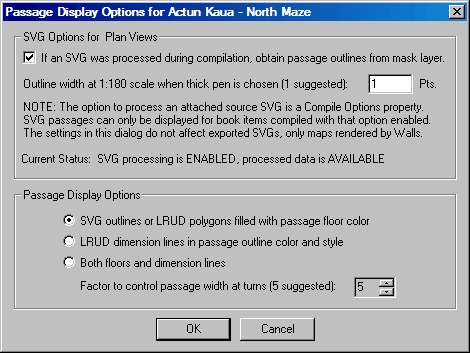 Passage Display Options for Actun Kaua - North Maze
SVG Options for Plan Views
If an SVG was processed during compilation, obtain passage outlines from mask layer.
Outline width at 1:180 scale when thick pen is chosen (1 suggested): 1 Pts.
NOTE: The option to process an attached source SVG is a Compile Options property.
SVG passages can only be displayed for book items compiled with that option enabled.
The settings in this dialog do not affect exported SVGs, only maps rendered by Walls.
Current Status: SVG processing is ENABLED, processed data is AVAILABLE
Passage Display Options
SVG outlines or LRUD polygons filled with passage floor color
LRUD dimension lines in passage outline color and style
Both floors and dimension lines
Factor to control passage width at turns (5 suggested): 5
OK
Cancel